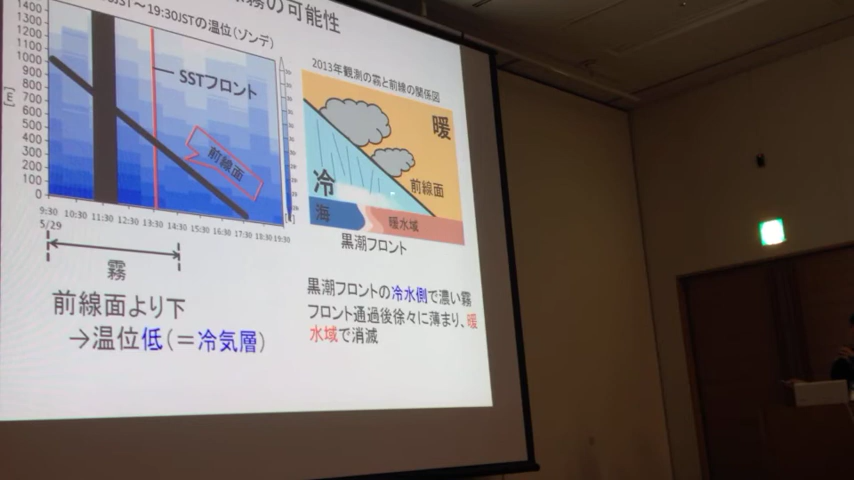 霧の可能性
〜19:30JSTの温位(ゾンデ)
1400
1300
1200
1100
1000
900
800
700
600
500
400
300
200
100
0
[m]
SSTフロント
前線面
9:30 10:30 11:30 12:30 13:30 14:30 15:30 16:30 17:30 18:30 19:30
5/29
霧
前線面より下
→温位低(=冷気層)
2013年観測の霧と前線の関係図
暖
冷
前線面
海
暖水域
黒潮フロント
黒潮フロントの冷水側で濃い霧
フロント通過後徐々に薄まり、暖
水域で消滅